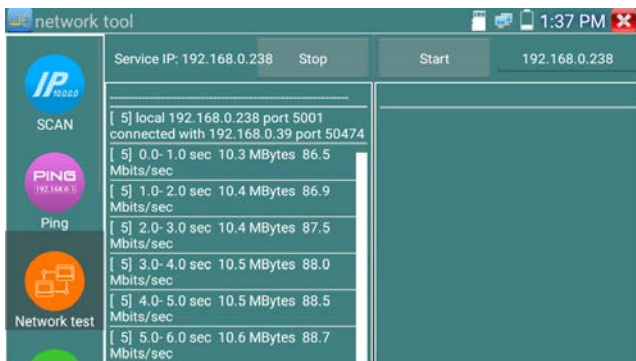 network tool
1:37 PM
Service IP: 192.168.0.238
Stop
Start
192.168.0.238
IP
10.0.0.0
SCAN
PING
192.168.0.1
Ping
Network test
[ 5] local 192.168.0.238 port 5001
connected with 192.168.0.39 port 50474
[ 5] 0.0- 1.0 sec 10.3 MBytes 86.5
Mbits/sec
[ 5] 1.0- 2.0 sec 10.4 MBytes 86.9
Mbits/sec
[ 5] 2.0- 3.0 sec 10.4 MBytes 87.5
Mbits/sec
[ 5] 3.0- 4.0 sec 10.5 MBytes 88.0
Mbits/sec
[ 5] 4.0- 5.0 sec 10.5 MBytes 88.5
Mbits/sec
[ 5] 5.0- 6.0 sec 10.6 MBytes 88.7
Mbits/sec